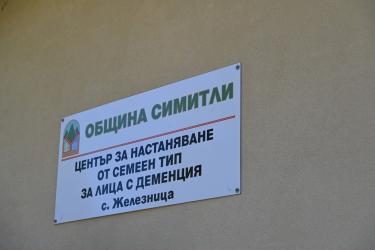 ОБЩИНА СИМИТЛИ
ЦЕНТЪР ЗА НАСТАНЯВАНЕ
ОТ СЕМЕЕН ТИП
ЗА ЛИЦА С ДЕМЕНЦИЯ
с. Железница